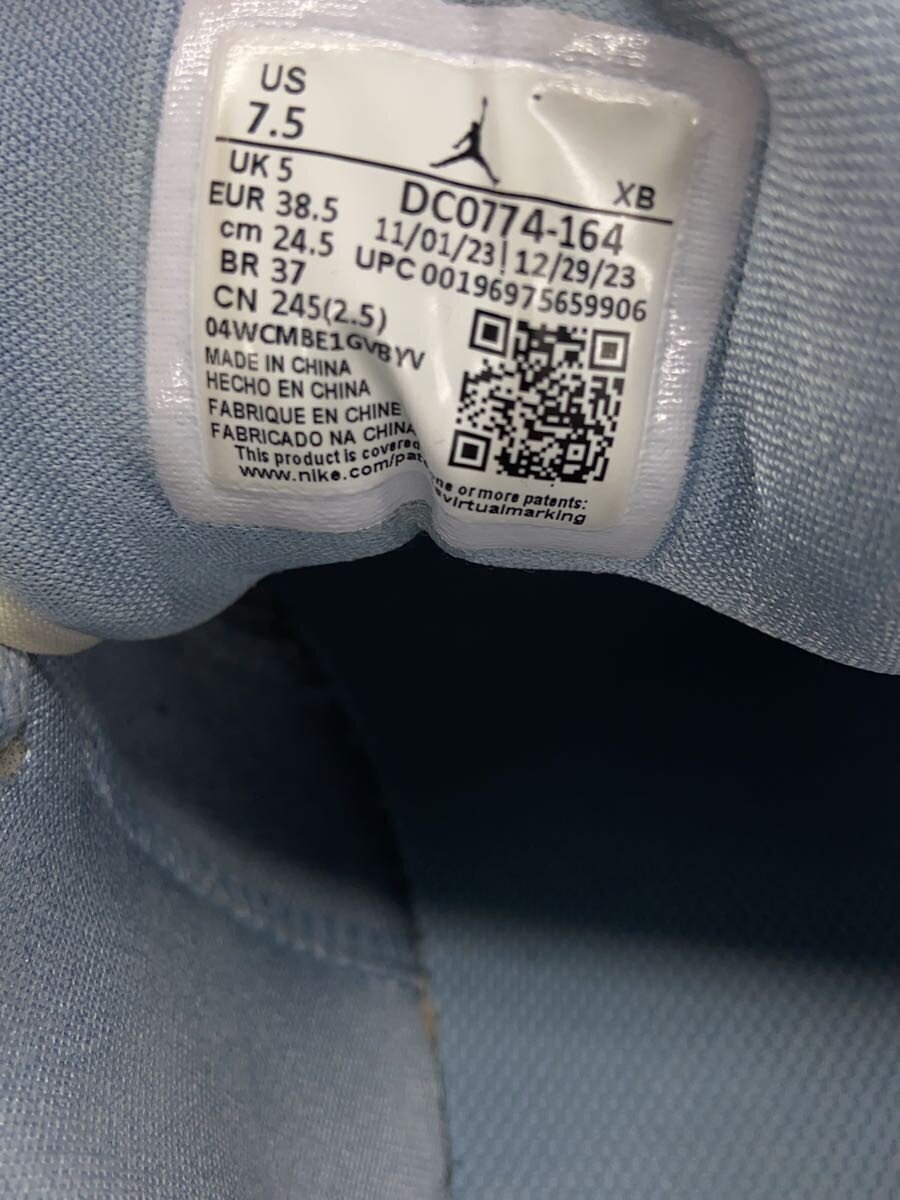 US
7.5
XB
UK 5
EUR 38.5
DC0774-164
cm 24.5
11/01/23| 12/29/23
BR 37
UPC 00196975659906
CN 245(2.5)
04WCMBE1GVBYV
MADE IN CHINA
HECHO EN CHINA
FABRIQUE EN CHINE
FABRICADO NA CHINA
This product is covered
one or more patents:
www.nike.com/pat
svirtualmarking